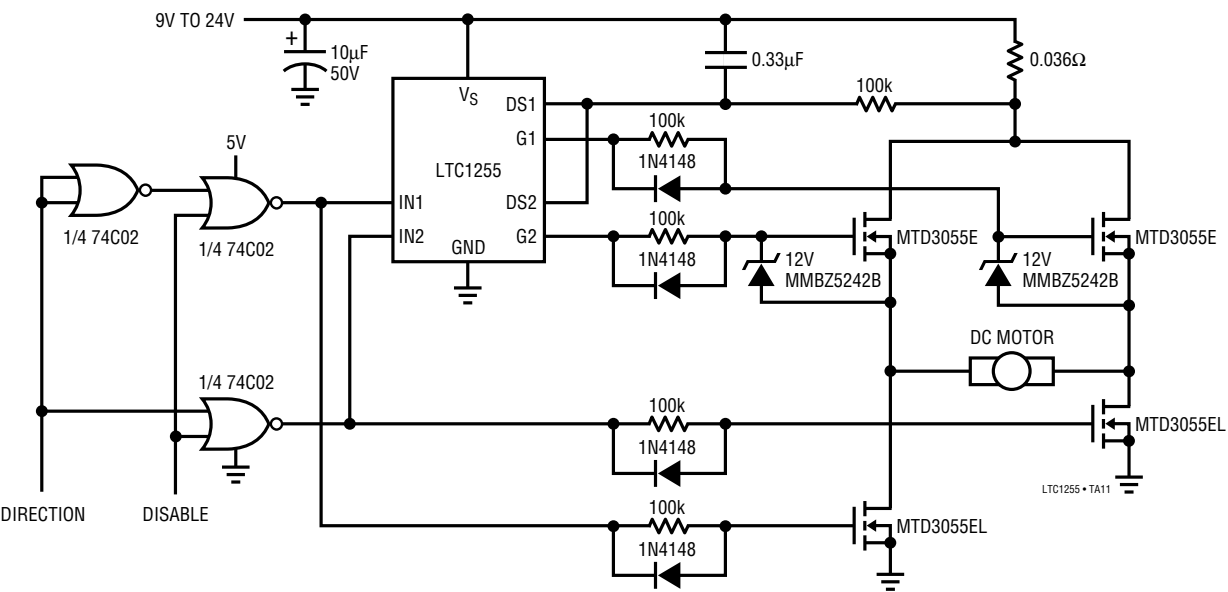 9V TO 24V
+
10µF
50V
0.33µF
0.036Ω
100k
VS
DS1
G1
DS2
G2
LTC1255
IN1
IN2
GND
100k
1N4148
5V
1/4 74C02
1/4 74C02
100k
1N4148
MTD3055E
MTD3055E
12V
MMBZ5242B
12V
MMBZ5242B
DC MOTOR
1/4 74C02
100k
1N4148
MTD3055EL
LTC1255 • TA11
DIRECTION
DISABLE
100k
1N4148
MTD3055EL